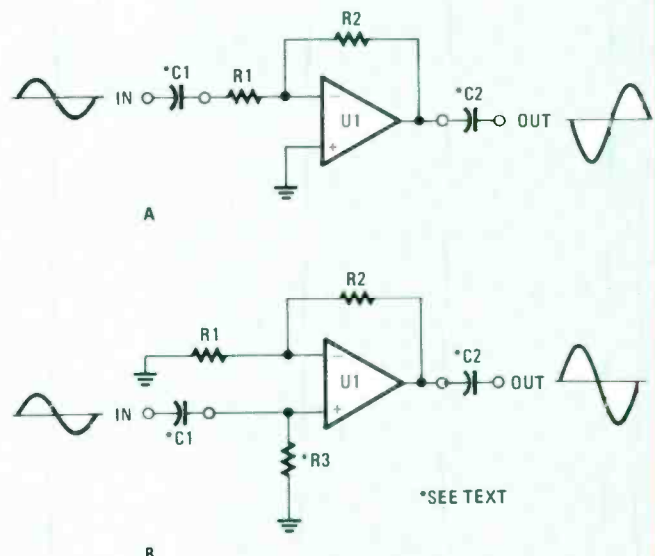 R2
*C1
R1
*C2
IN
−
U1
OUT
+
A
R2
R1
−
*C2
U1
OUT
IN
+
*C1
*R3
*SEE TEXT
B